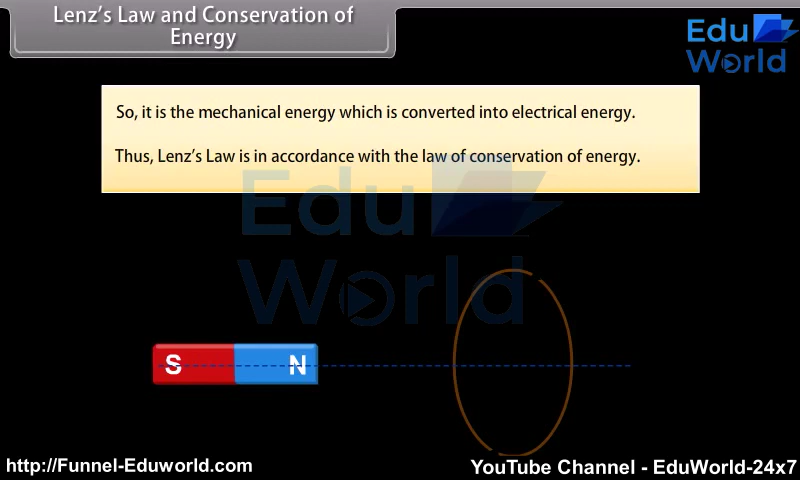 Lenz's Law and Conservation of
Energy
Edu
World
So, it is the mechanical energy which is converted into electrical energy.
Thus, Lenz's Law is in accordance with the law of conservation of energy.
Edu
World
S N
http://Funnel-Eduworld.com
YouTube Channel - EduWorld-24x7